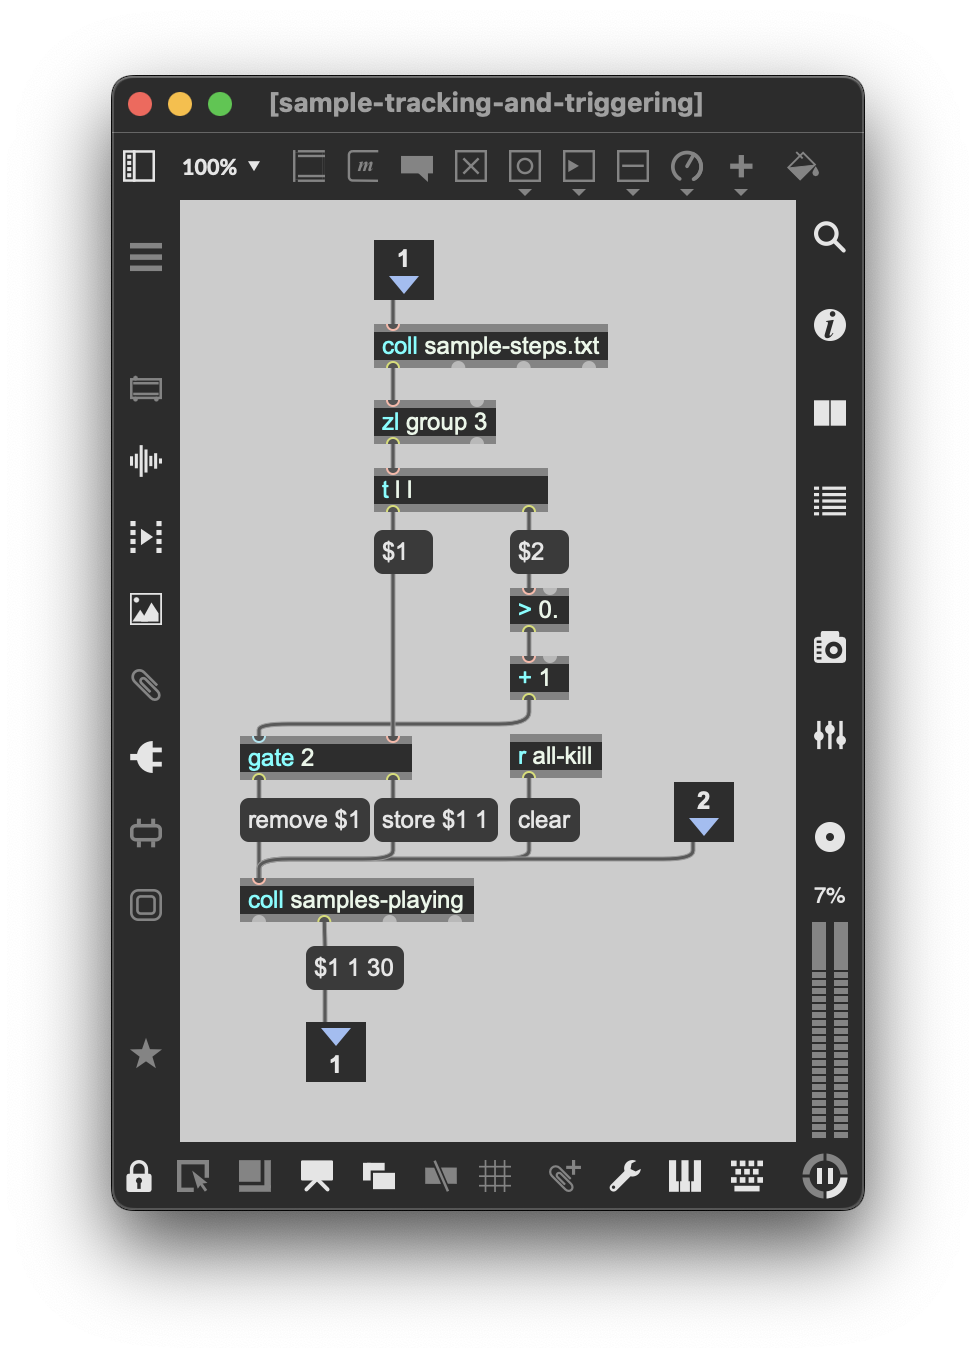 [sample-tracking-and-triggering]
100%
m
1
coll sample-steps.txt
i
zl group 3
t l l
$1
$2
> 0.
+ 1
gate 2
r all-kill
remove $1
store $1 1
clear
2
coll samples-playing
7%
$1 1 30
1